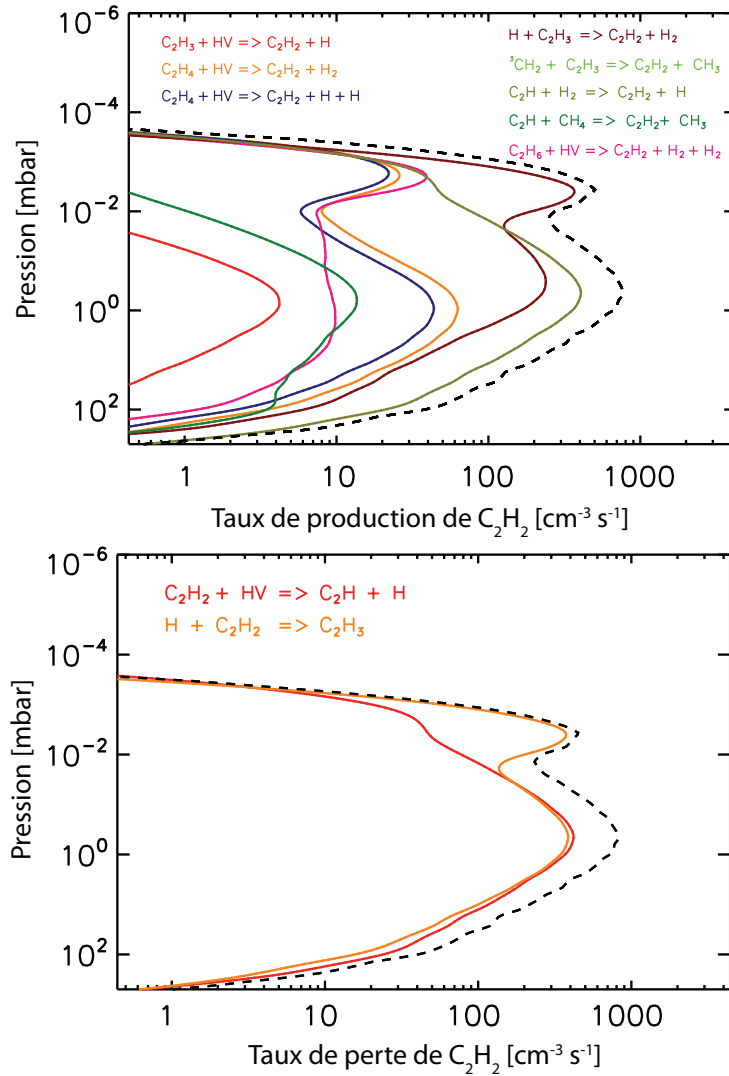 C₂H₃ + HV => C₂H₂ + H
C₂H₄ + HV => C₂H₂ + H₂
C₂H₄ + HV => C₂H₂ + H + H
H + C₂H₃ => C₂H₂ + H₂
³CH₂ + C₂H₃ => C₂H₂ + CH₃
C₂H + H₂ => C₂H₂ + H
C₂H + CH₄ => C₂H₂ + CH₃
C₂H₆ + HV => C₂H₂ + H₂ + H₂
Pression [mbar]
10⁻⁶
10⁻⁴
10⁻²
10⁰
10²
1 10 100 1000
Taux de production de C₂H₂ [cm⁻³ s⁻¹]
C₂H₂ + HV => C₂H + H
H + C₂H₂ => C₂H₃
Pression [mbar]
10⁻⁶
10⁻⁴
10⁻²
10⁰
10²
1 10 100 1000
Taux de perte de C₂H₂ [cm⁻³ s⁻¹]